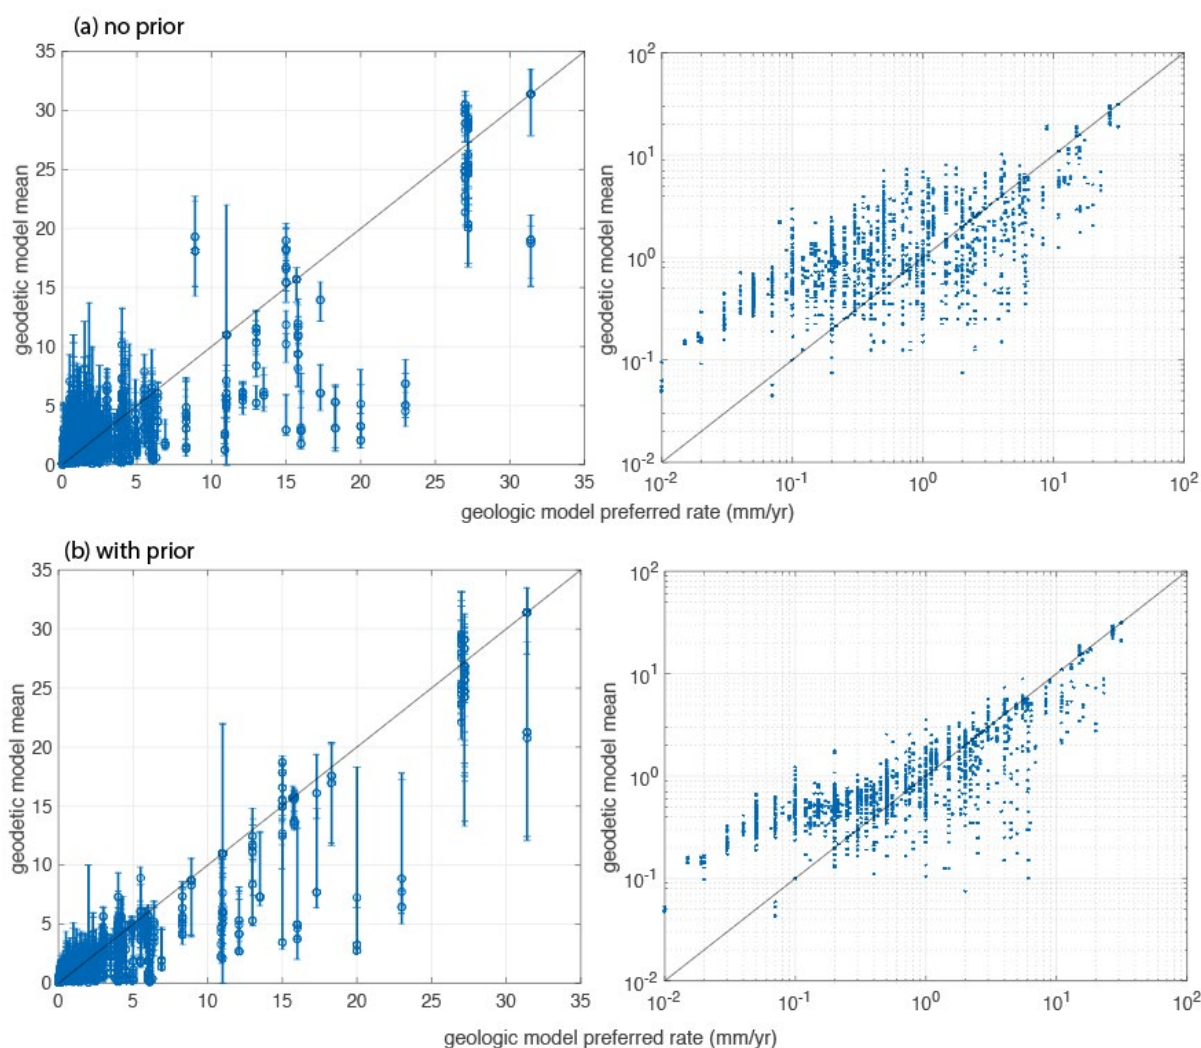 (a) no prior
35
30
25
20
15
10
5
0
geodetic model mean
0 5 10 15 20 25 30 35
10^2
10^1
10^0
10^-1
10^-2
geodetic model mean
10^-2 10^-1 10^0 10^1 10^2
geologic model preferred rate (mm/yr)
(b) with prior
35
30
25
20
15
10
5
0
geodetic model mean
0 5 10 15 20 25 30 35
10^2
10^1
10^0
10^-1
10^-2
geodetic model mean
10^-2 10^-1 10^0 10^1 10^2
geologic model preferred rate (mm/yr)